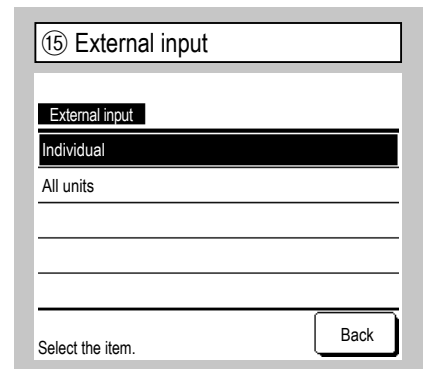 ⑮ External input
External input
Individual
All units
Select the item.
Back